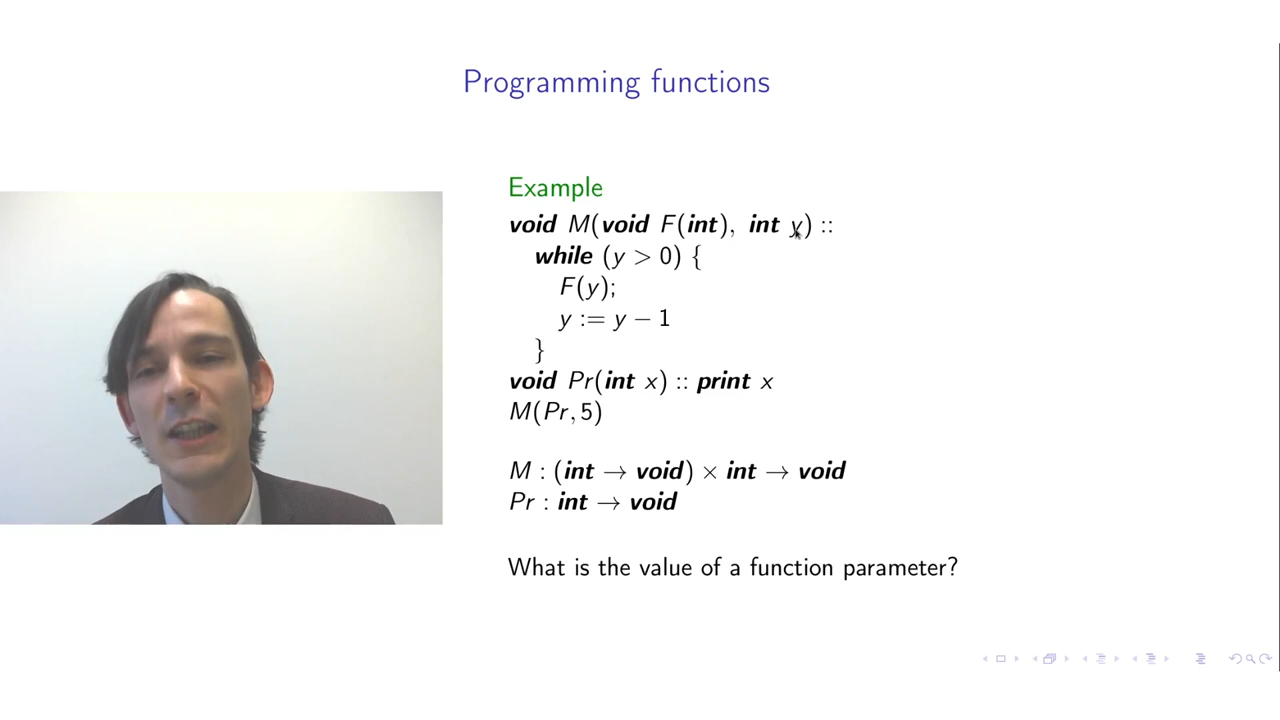 Programming functions
Example
void M(void F(int), int y) ::
while (y > 0) {
F(y);
y := y − 1
}
void Pr(int x) :: print x
M(Pr, 5)
M : (int → void) × int → void
Pr : int → void
What is the value of a function parameter?